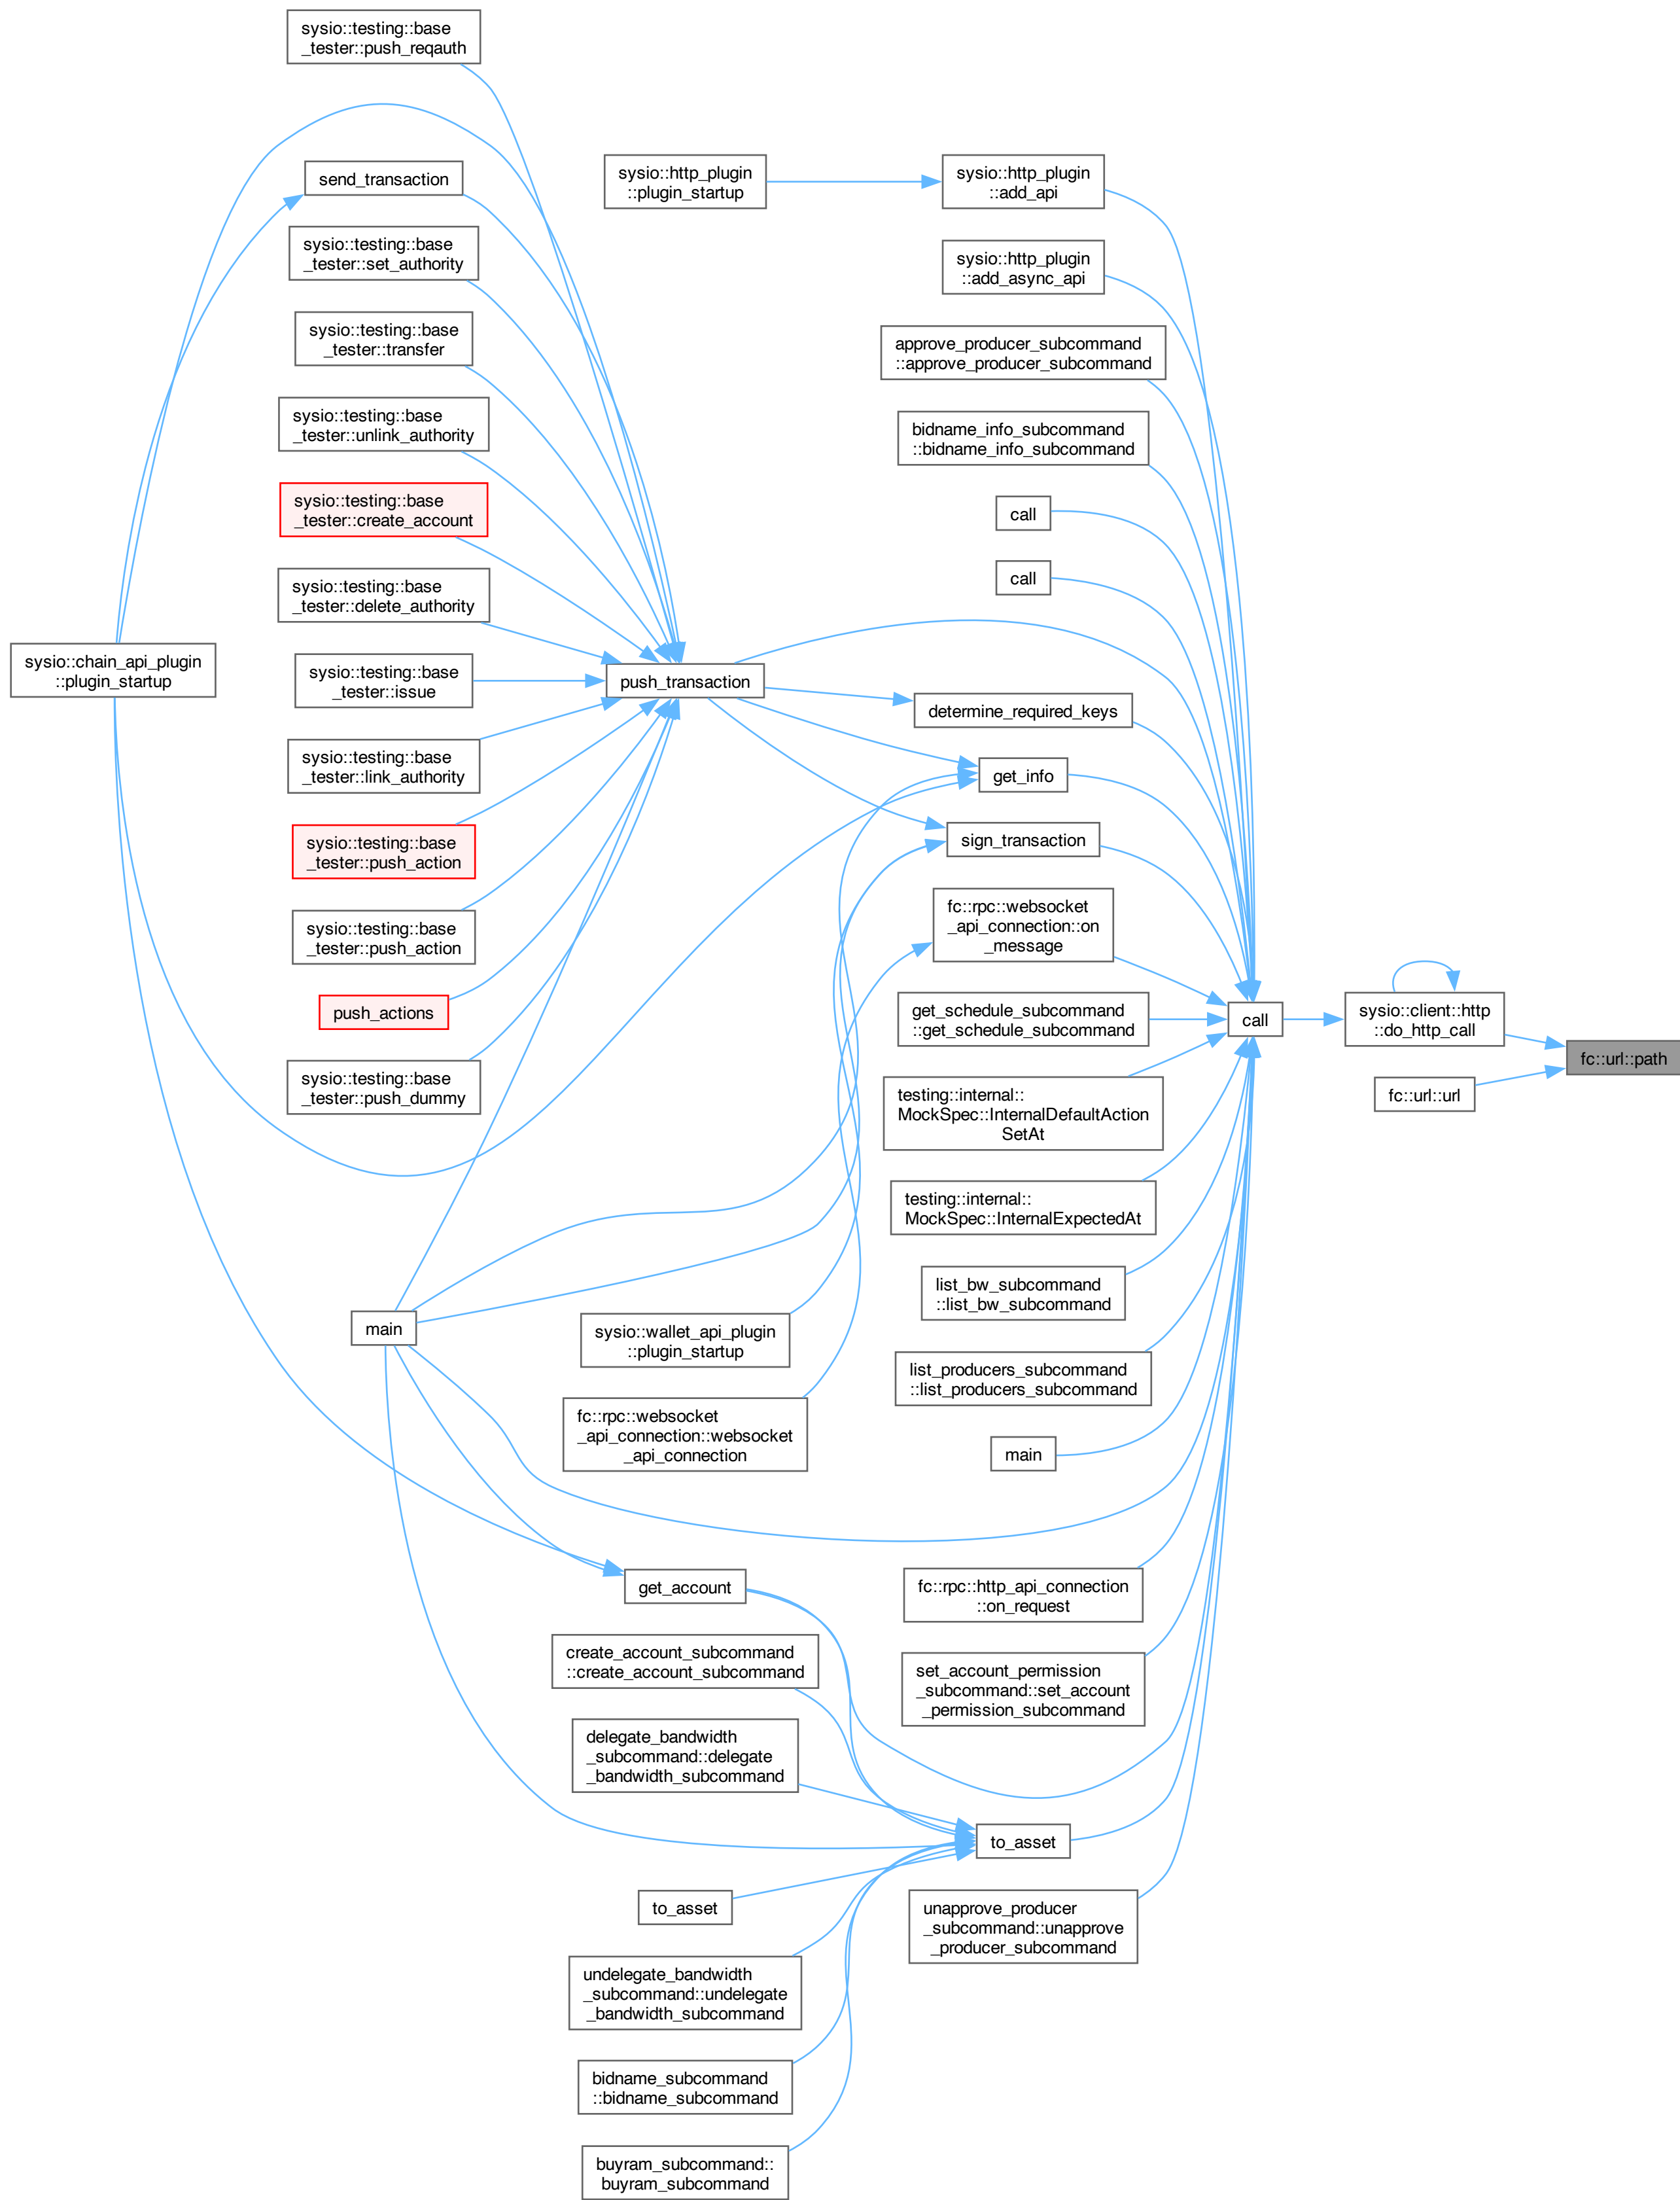 sysio::testing::base
_tester::push_reqauth
send_transaction
sysio::testing::base
_tester::set_authority
sysio::testing::base
_tester::transfer
sysio::testing::base
_tester::unlink_authority
sysio::testing::base
_tester::create_account
sysio::testing::base
_tester::delete_authority
sysio::chain_api_plugin
::plugin_startup
sysio::testing::base
_tester::issue
sysio::testing::base
_tester::link_authority
sysio::testing::base
_tester::push_action
sysio::testing::base
_tester::push_action
push_actions
sysio::testing::base
_tester::push_dummy
main
sysio::http_plugin
::plugin_startup
push_transaction
sysio::wallet_api_plugin
::plugin_startup
fc::rpc::websocket
_api_connection::websocket
_api_connection
get_account
create_account_subcommand
::create_account_subcommand
delegate_bandwidth
_subcommand::delegate
_bandwidth_subcommand
to_asset
undelegate_bandwidth
_subcommand::undelegate
_bandwidth_subcommand
bidname_subcommand
::bidname_subcommand
buyram_subcommand::
buyram_subcommand
sysio::http_plugin
::add_api
sysio::http_plugin
::add_async_api
approve_producer_subcommand
::approve_producer_subcommand
bidname_info_subcommand
::bidname_info_subcommand
call
call
determine_required_keys
get_info
sign_transaction
fc::rpc::websocket
_api_connection::on
_message
get_schedule_subcommand
::get_schedule_subcommand
testing::internal::
MockSpec::InternalDefaultAction
SetAt
testing::internal::
MockSpec::InternalExpectedAt
list_bw_subcommand
::list_bw_subcommand
list_producers_subcommand
::list_producers_subcommand
main
fc::rpc::http_api_connection
::on_request
set_account_permission
_subcommand::set_account
_permission_subcommand
to_asset
unapprove_producer
_subcommand::unapprove
_producer_subcommand
call
sysio::client::http
::do_http_call
fc::url::url
fc::url::path